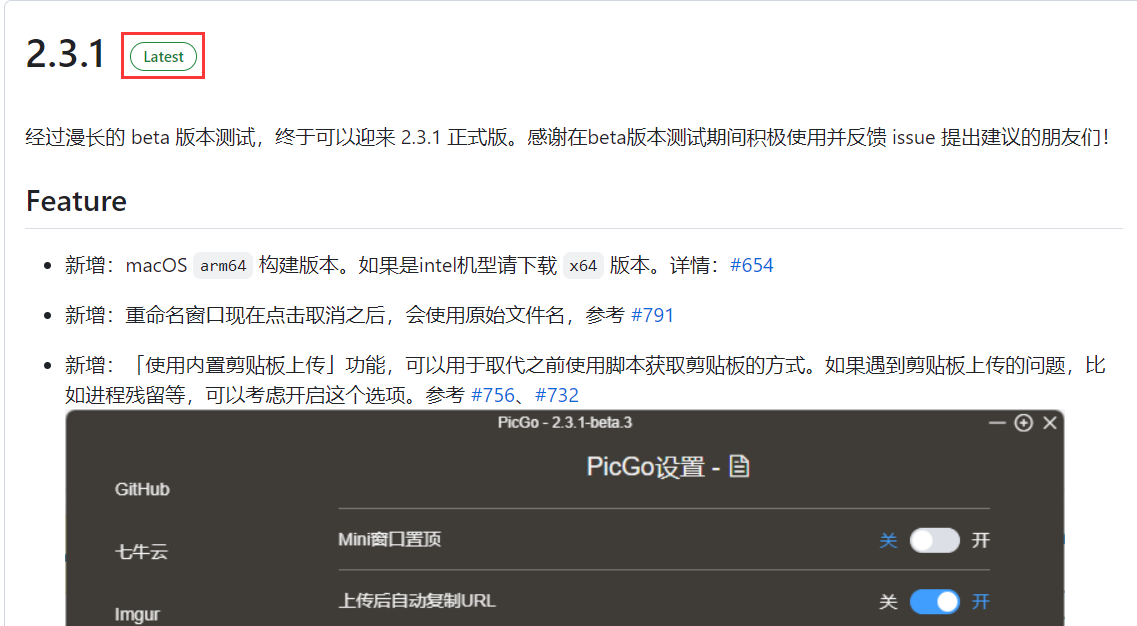 2.3.1 Latest
经过漫长的 beta 版本测试，终于可以迎来 2.3.1 正式版。感谢在beta版本测试期间积极使用并反馈 issue 提出建议的朋友们！
Feature
新增：macOS arm64 构建版本。如果是intel机型请下载 x64 版本。详情：#654
新增：重命名窗口现在点击取消之后，会使用原始文件名，参考 #791
新增：「使用内置剪贴板上传」功能，可以用于取代之前使用脚本获取剪贴板的方式。如果遇到剪贴板上传的问题，比
如进程残留等，可以考虑开启这个选项。参考 #756、#732
PicGo - 2.3.1-beta.3
PicGo设置 -
GitHub
Mini窗口置顶 关 开
七牛云
上传后自动复制URL 关 开
Imgur